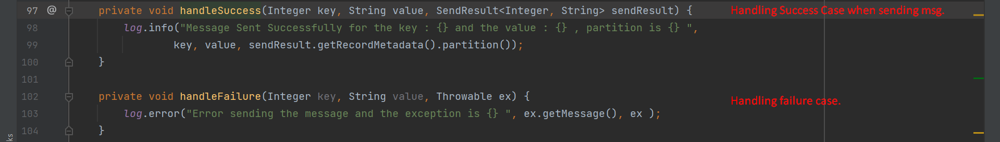 97 @ private void handleSuccess(Integer key, String value, SendResult<Integer, String> sendResult) { Handling Success Case when sending msg.
98 log.info("Message Sent Successfully for the key : {} and the value : {} , partition is {} ",
99 key, value, sendResult.getRecordMetadata().partition());
100 }
101
102 private void handleFailure(Integer key, String value, Throwable ex) { Handling failure case.
103 log.error("Error sending the message and the exception is {} ", ex.getMessage(), ex );
104 }
ks